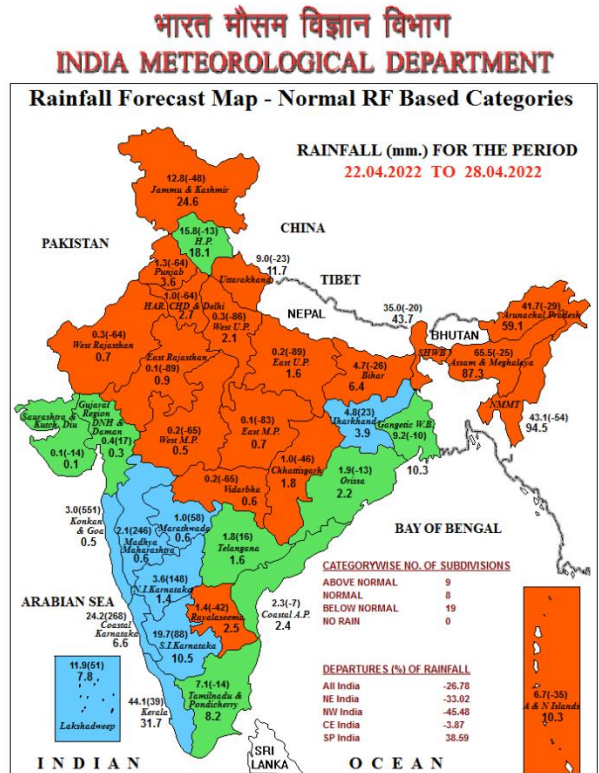 भारत मौसम विज्ञान विभाग
INDIA METEOROLOGICAL DEPARTMENT
Rainfall Forecast Map - Normal RF Based Categories
RAINFALL (mm.) FOR THE PERIOD
22.04.2022 TO 28.04.2022
12.8(-48)
Jammu & Kashmir
24.6
CHINA
15.8(-13)
H.P.
18.1
PAKISTAN
1.3(-64)
Punjab
3.6
9.0(-23)
11.7
Uttarakhand
TIBET
1.0(-64)
HAR. CHD & Delhi
2.7
0.3(-86)
West U.P.
2.1
NEPAL
35.0(-20)
43.7
41.7(-29)
Arunachal Pradesh
59.1
BHUTAN
0.3(-64)
West Rajasthan
0.7
East Rajasthan
0.1(-89)
0.9
0.2(-89)
East U.P.
1.6
4.7(-26)
Bihar
6.4
SHWB
65.5(-25)
Assam & Meghalaya
87.3
NMMT
43.1(-54)
94.5
Saurashtra &
Kutch, Diu
0.1(-14)
0.1
Gujarat
Region
DNH &
Daman
0.4(17)
0.3
0.2(-65)
West M.P.
0.5
0.1(-83)
East M.P.
0.7
4.8(23)
Jharkhand
3.9
Gangetic W.B.
9.2(-10)
10.3
1.0(-46)
Chhattisgarh
1.8
0.2(-65)
Vidarbha
0.6
1.9(-13)
Orissa
2.2
3.0(551)
Konkan
& Goa
0.5
2.1(246)
Madhya
Maharashtra
0.6
1.0(58)
Marathwada
0.6
1.8(16)
Telangana
1.6
BAY OF BENGAL
ARABIAN SEA
24.2(268)
Coastal
Karnataka
6.6
3.6(148)
N.I.Karnataka
1.4
1.4(-42)
Rayalaseema
2.5
2.3(-7)
Coastal A.P.
2.4
19.7(88)
S.I.Karnataka
10.5
CATEGORYWISE NO. OF SUBDIVISIONS
ABOVE NORMAL 9
NORMAL 8
BELOW NORMAL 19
NO RAIN 0
11.9(51)
7.8
Lakshadweep
44.1(39)
Kerala
31.7
7.1(-14)
Tamilnadu &
Pondicherry
8.2
DEPARTURES (%) OF RAINFALL
All India -26.78
NE India -33.02
NW India -45.48
CE India -3.87
SP India 38.59
6.7(-35)
A & N Islands
10.3
SRI
LANKA
INDIAN OCEAN